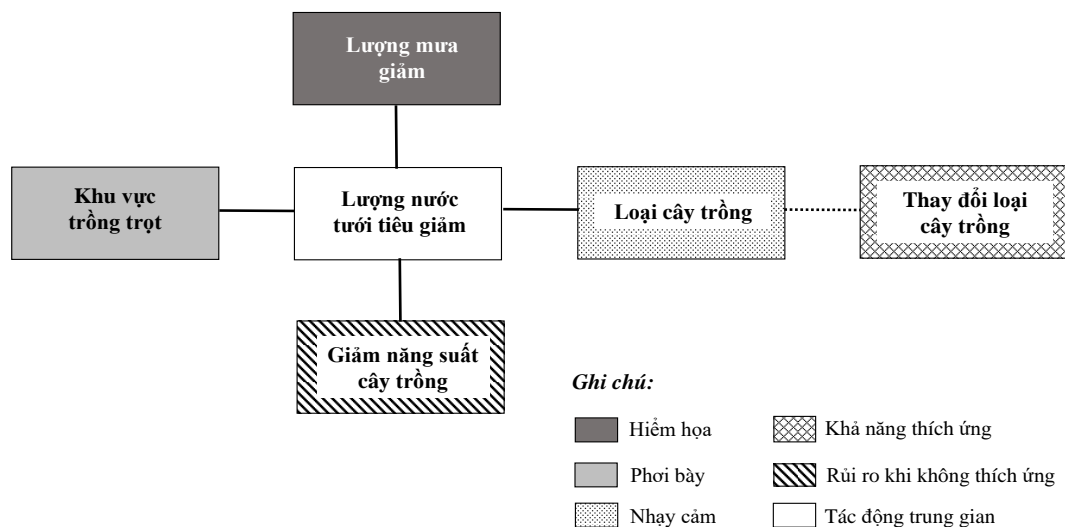 Lượng mưa
giảm
Khu vực
trồng trọt
Lượng nước
tưới tiêu giảm
Loại cây trồng
Thay đổi loại
cây trồng
Giảm năng suất
cây trồng
Ghi chú:
Hiểm họa
Khả năng thích ứng
Phơi bày
Rủi ro khi không thích ứng
Nhạy cảm
Tác động trung gian